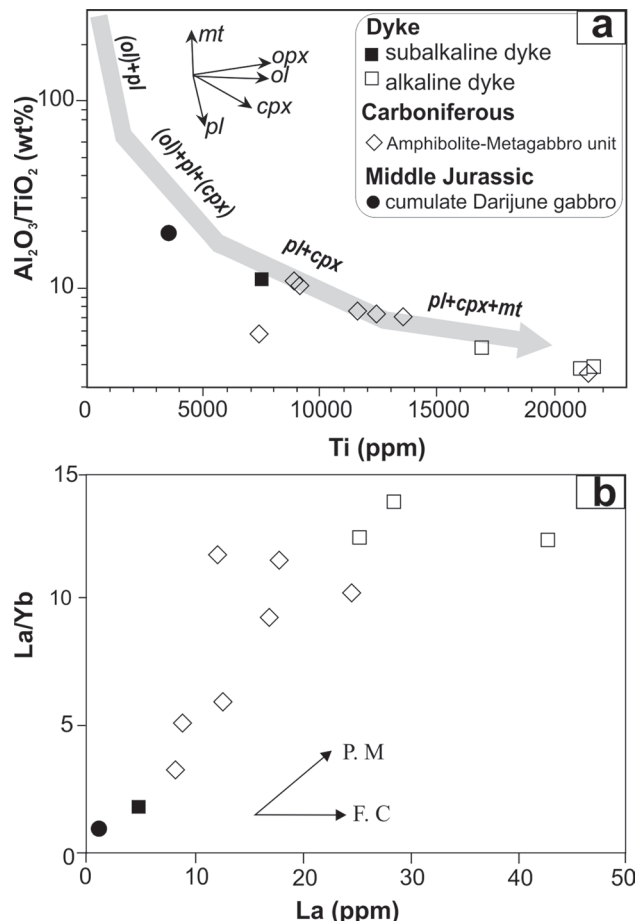 a
mt
opx
ol
cpx
pl
(ol)+pl
(ol)+pl+(cpx)
pl+cpx
pl+cpx+mt
Dyke
subalkaline dyke
alkaline dyke
Carboniferous
Amphibolite-Metagabbro unit
Middle Jurassic
cumulate Darijune gabbro
Al₂O₃/TiO₂ (wt%)
100
10
0
5000
10000
15000
20000
Ti (ppm)
b
La/Yb
15
10
5
0
P. M
F. C
0
10
20
30
40
50
La (ppm)